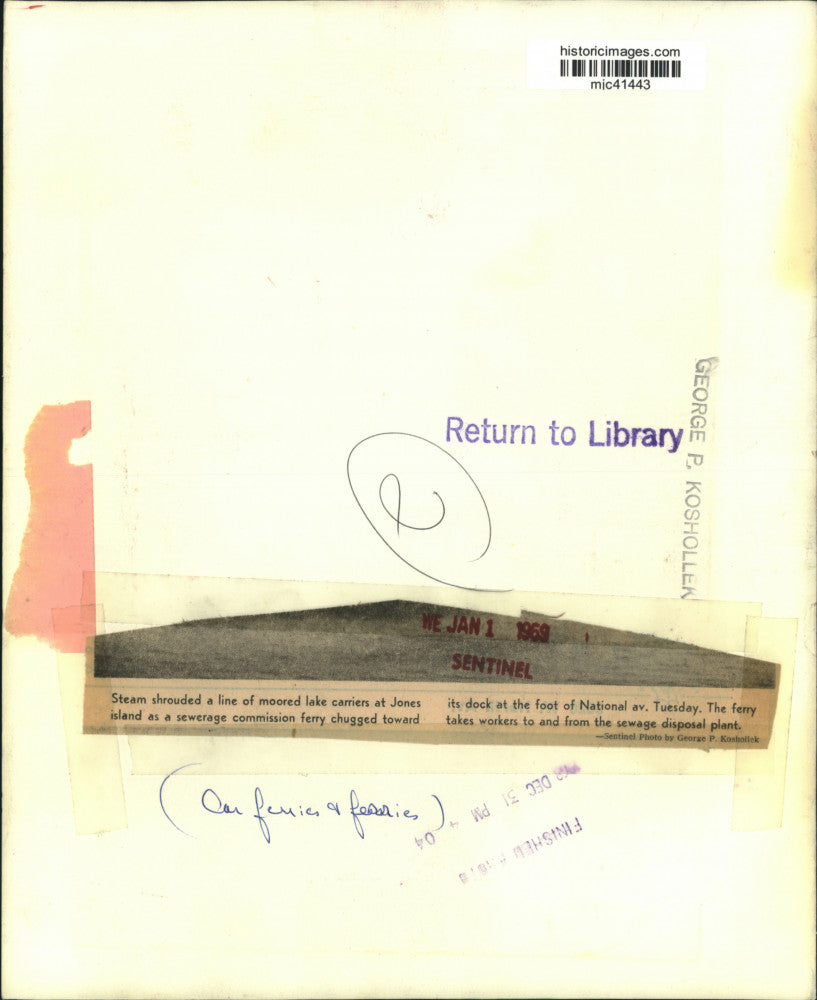 historicimages.com
mjc41443
GEORGE P. KOSHOLLEK
Return to Library
2
WE JAN 1 1969
SENTINEL
Steam shrouded a line of moored lake carriers at Jones
island as a sewerage commission ferry chugged toward
its dock at the foot of National av. Tuesday. The ferry
takes workers to and from the sewage disposal plant.
—Sentinel Photo by George P. Koshollek
(Car ferries & ferries)
DEC 31 PM 4 04
FINISHED